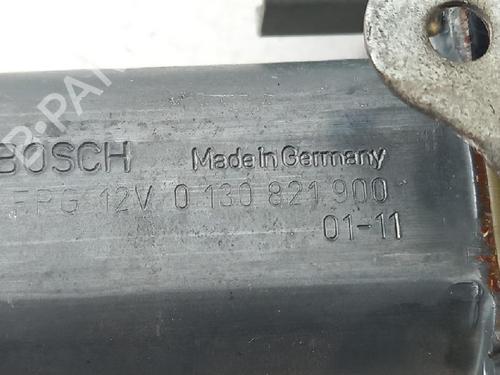 BOSCH Made in Germany
FPG 12V 0 130 821 900
01-11